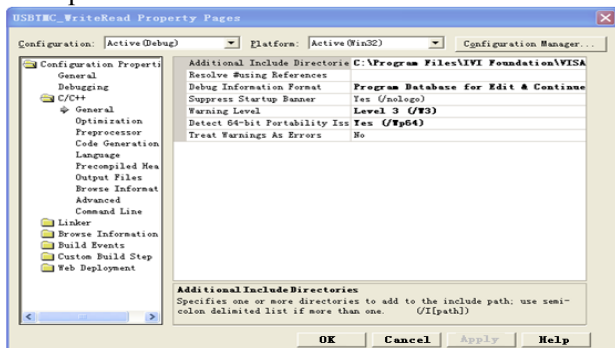 USBTMC_WriteRead Property Pages
Configuration: Active(Debug) Platform: Active(Win32) Configuration Manager...
Configuration Properti
General
Debugging
C/C++
General
Optimization
Preprocessor
Code Generation
Language
Precompiled Hea
Output Files
Browse Informat
Advanced
Command Line
Linker
Browse Information
Build Events
Custom Build Step
Web Deployment
Additional Include Directorie C:\Program Files\IVI Foundation\VISA
Resolve #using References
Debug Information Format Program Database for Edit & Continue
Suppress Startup Banner Yes (/nologo)
Warning Level Level 3 (/W3)
Detect 64-bit Portability Iss Yes (/Wp64)
Treat Warnings As Errors No
Additional Include Directories
Specifies one or more directories to add to the include path; use semi-
colon delimited list if more than one. (/I[path])
OK Cancel Apply Help